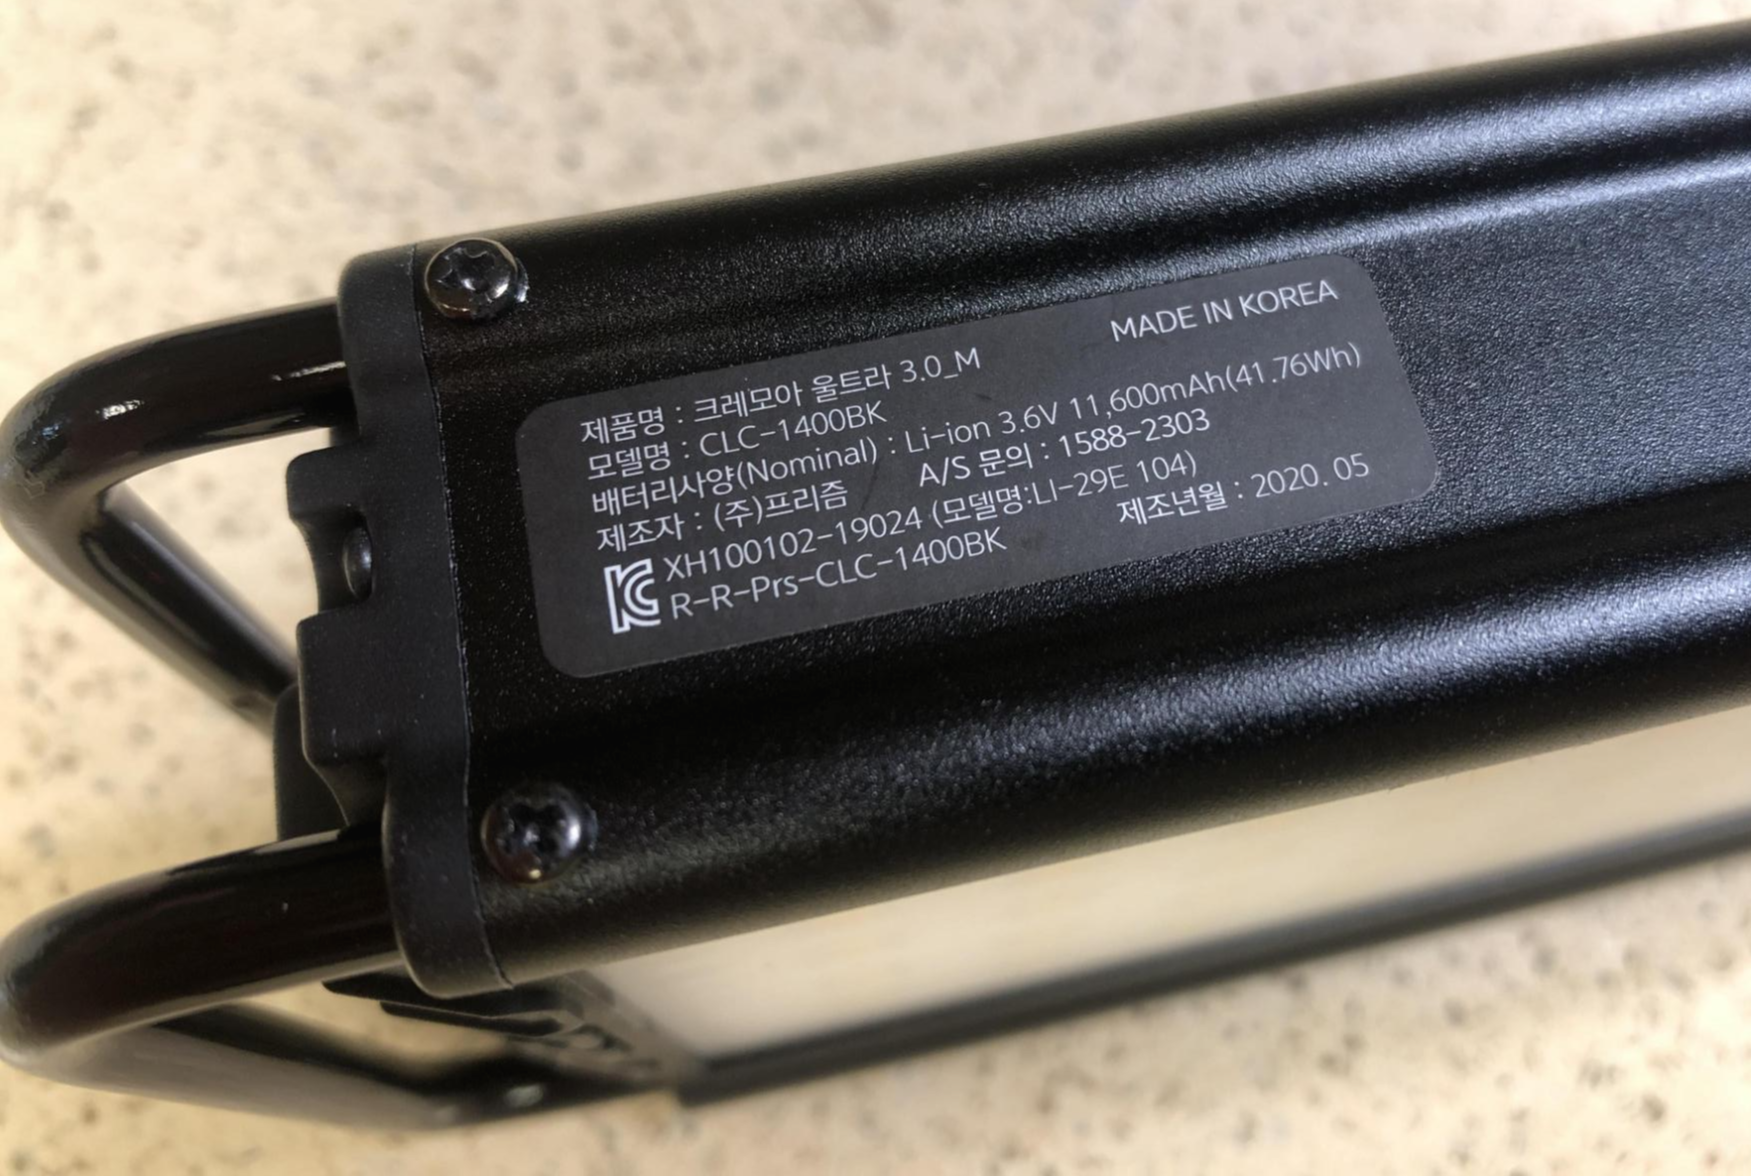 MADE IN KOREA
제품명 : 크레모아 울트라 3.0_M
모델명 : CLC-1400BK
배터리사양(Nominal) : Li-ion 3.6V 11,600mAh(41.76Wh)
제조자 : (주)프리즘 A/S 문의 : 1588-2303
XH100102-19024 (모델명:LI-29E 104)
R-R-Prs-CLC-1400BK 제조년월 : 2020. 05